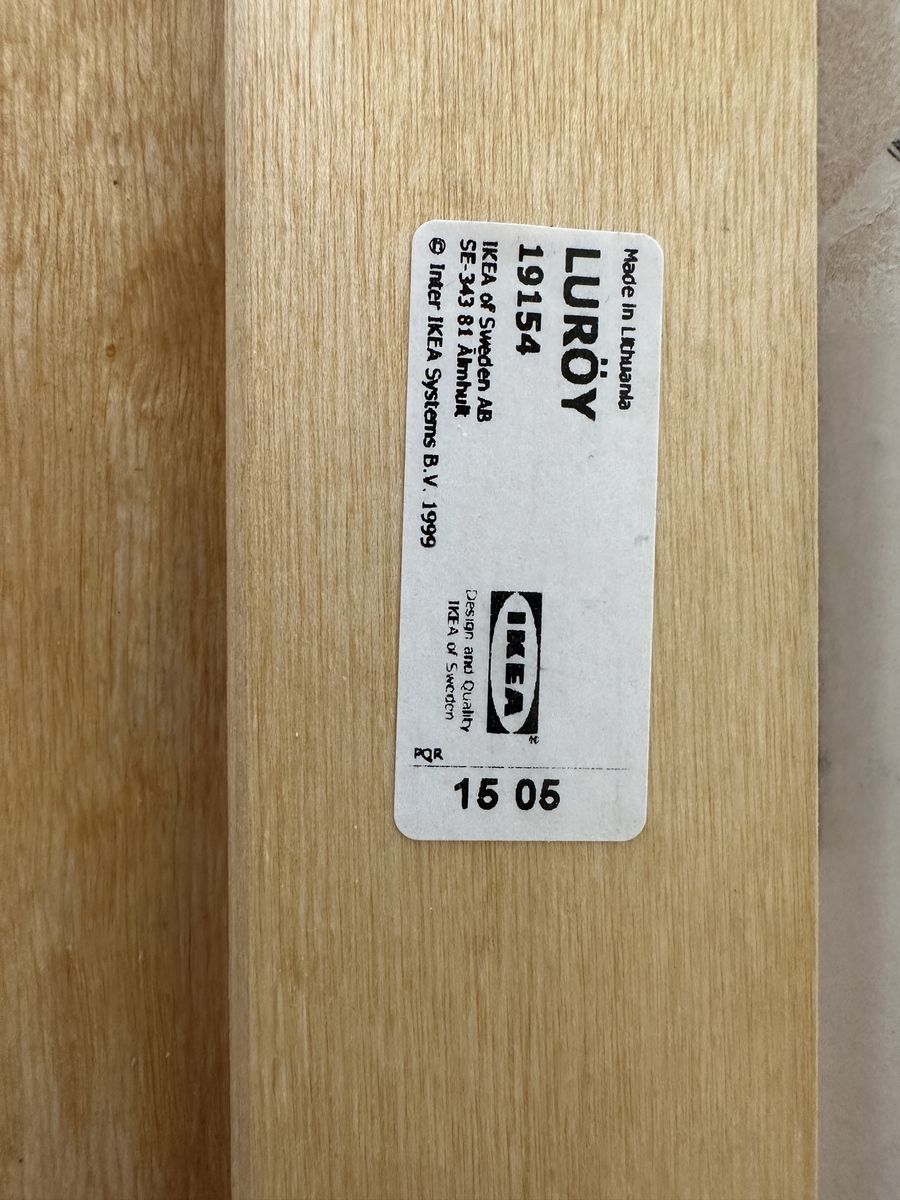 Made in Lithuania
LURÖY
19154
IKEA of Sweden AB
SE-343 81 Älmhult
© Inter IKEA Systems B.V. 1999
IKEA®
Design and Quality
IKEA of Sweden
PQR
15 05